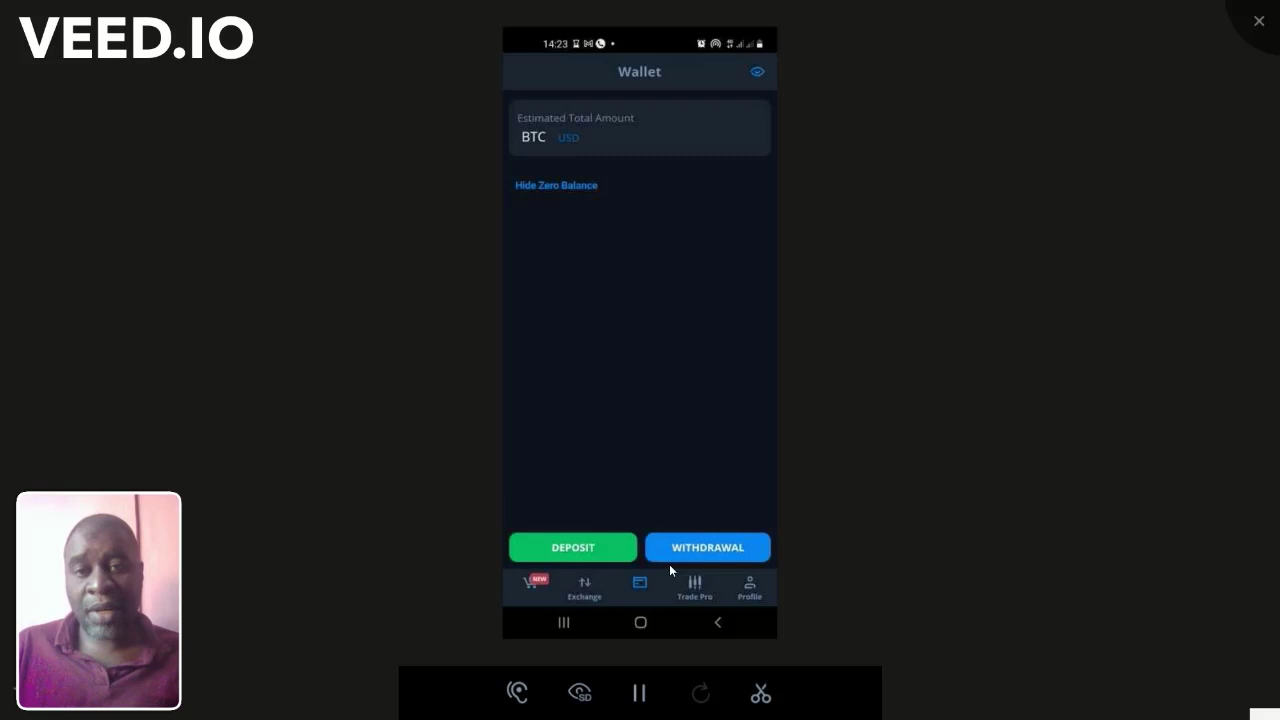 VEED.IO
14:23
Wallet
Estimated Total Amount
BTC USD
Hide Zero Balance
DEPOSIT
WITHDRAWAL
NEW
Exchange
Trade Pro
Profile
SD